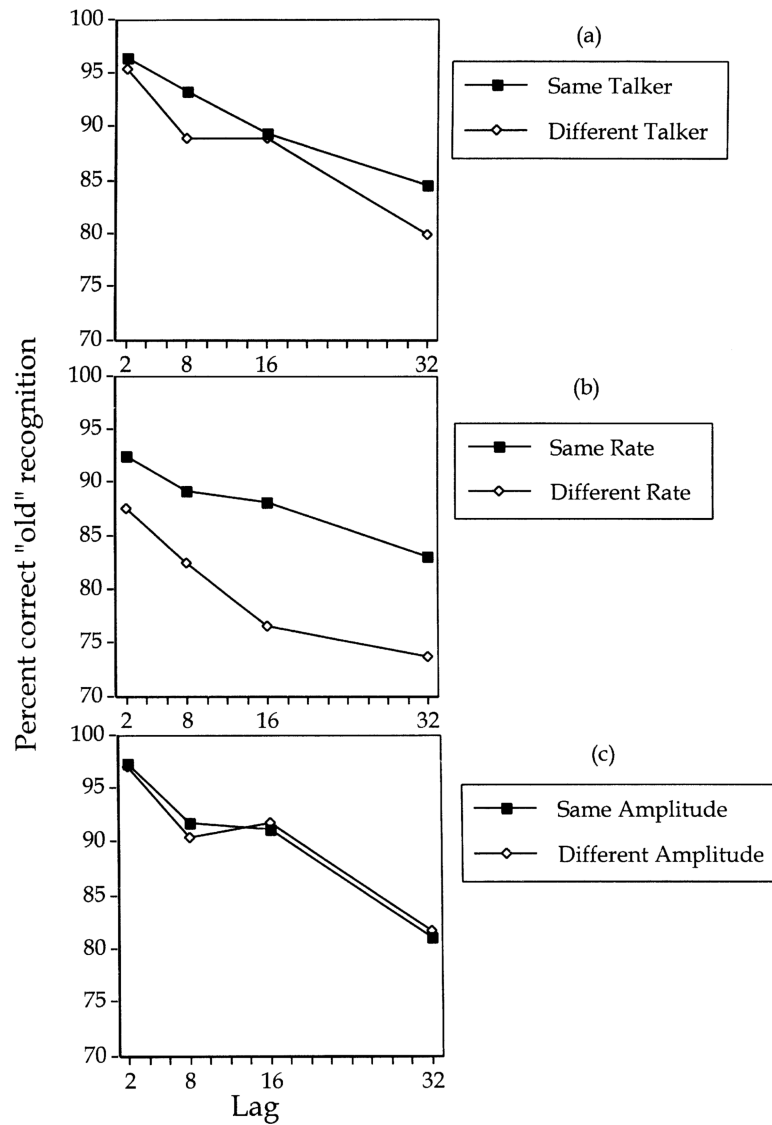 Percent correct "old" recognition
100
95
90
85
80
75
70
2 8 16 32
(a)
Same Talker
Different Talker
100
95
90
85
80
75
70
2 8 16 32
(b)
Same Rate
Different Rate
100
95
90
85
80
75
70
2 8 16 32
(c)
Same Amplitude
Different Amplitude
Lag